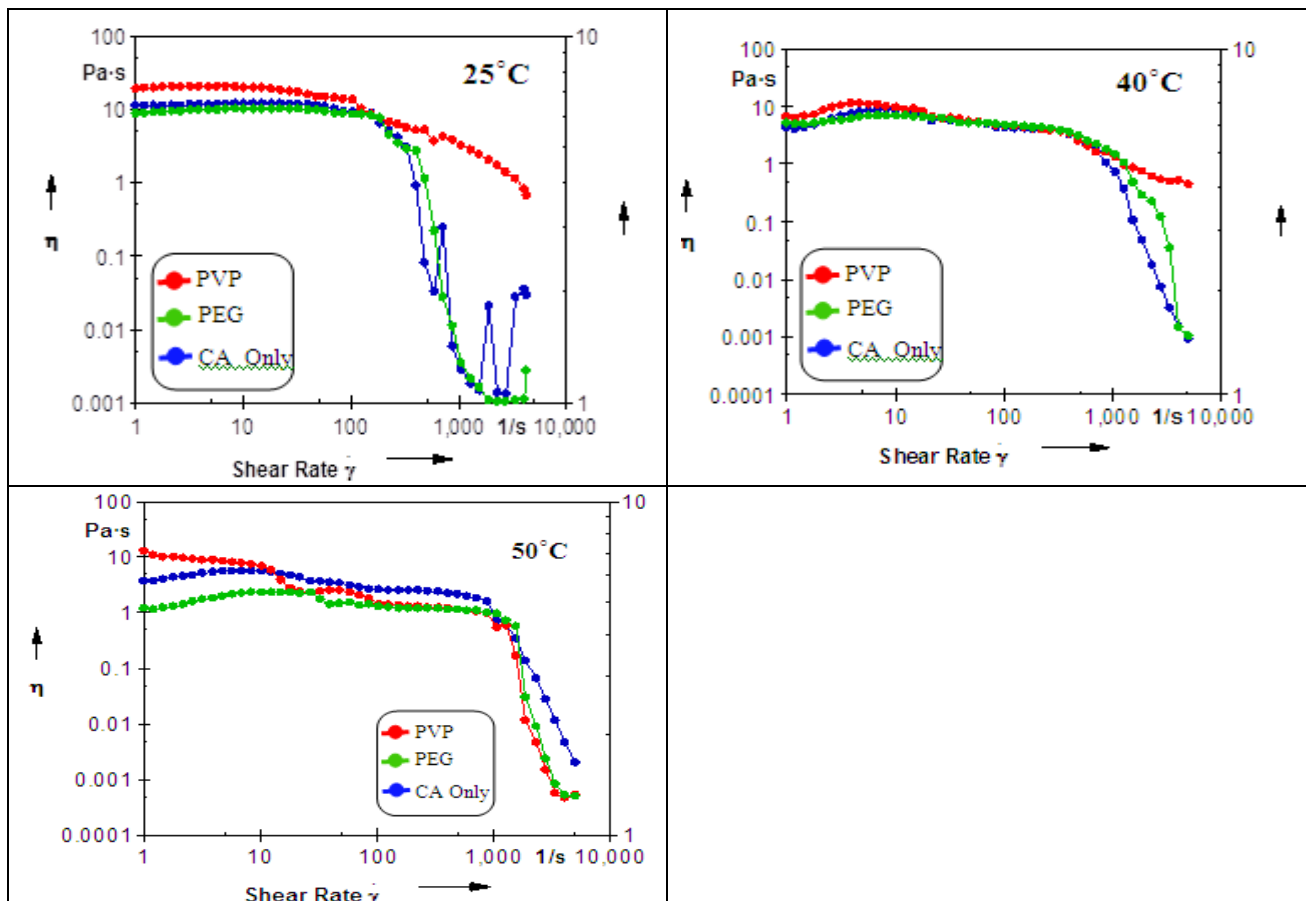 100
Pa·s
10
1
0.1
0.01
0.001
η
25°C
PVP
PEG
CA Only
10
1
1 10 100 1,000 1/s 10,000
Shear Rate γ̇
100
Pa·s
10
1
0.1
0.01
0.001
0.0001
η
40°C
PVP
PEG
CA Only
10
1
1 10 100 1,000 1/s 10,000
Shear Rate γ̇
100
Pa·s
10
1
0.1
0.01
0.001
0.0001
η
50°C
PVP
PEG
CA Only
10
1
1 10 100 1,000 1/s 10,000
Shear Rate γ̇